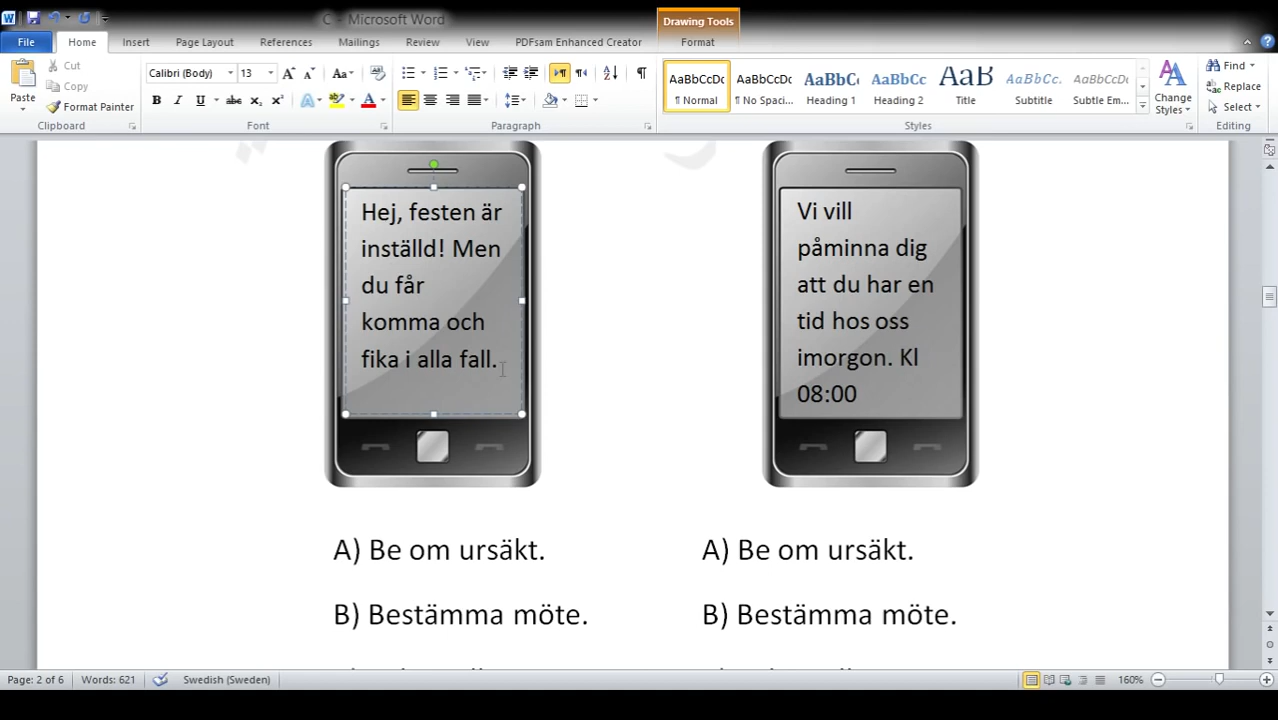 C - Microsoft Word
Drawing Tools
File Home Insert Page Layout References Mailings Review View PDFsam Enhanced Creator Format
Paste
Cut
Copy
Format Painter
Clipboard
Calibri (Body) 13
Font
Paragraph
AaBbCcDc AaBbCcDc AaBbC AaBbCc AaB AaBbCc. AaBbCcDc
¶ Normal ¶ No Spaci... Heading 1 Heading 2 Title Subtitle Subtle Em...
Change Styles
Styles
Find
Replace
Select
Editing
Hej, festen är
inställd! Men
du får
komma och
fika i alla fall.
Vi vill
påminna dig
att du har en
tid hos oss
imorgon. Kl
08:00
A) Be om ursäkt.
B) Bestämma möte.
A) Be om ursäkt.
B) Bestämma möte.
Page: 2 of 6 Words: 621 Swedish (Sweden) 160%